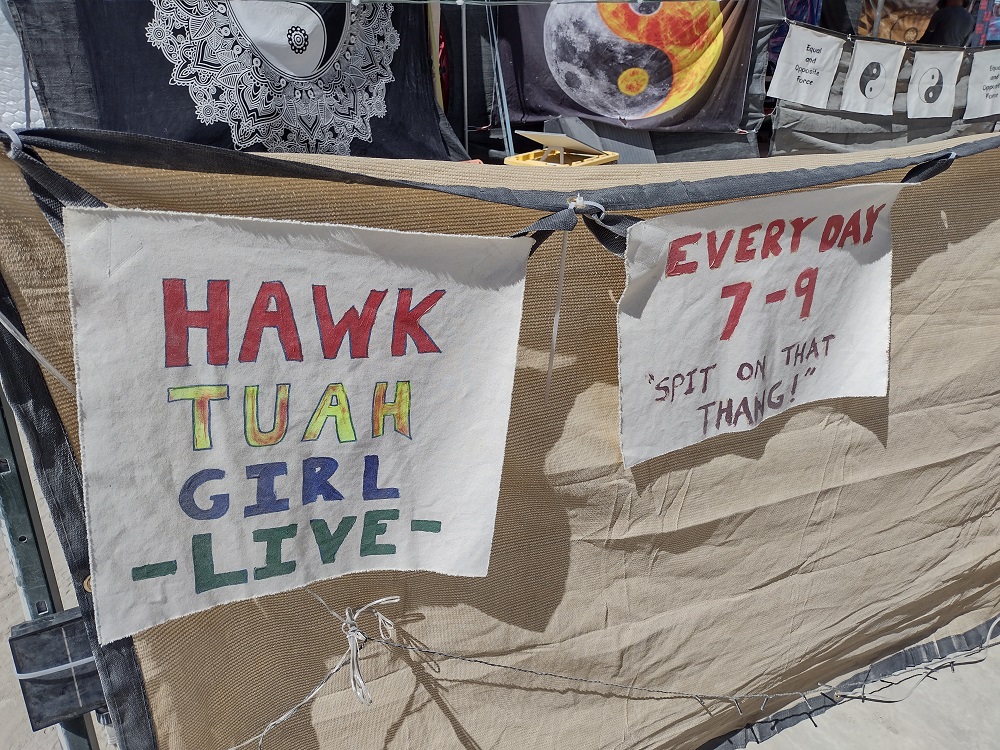 HAWK
TUAH
GIRL
-LIVE-
EVERY DAY
7-9
"SPIT ON THAT
THANG!"
Equal
and
Opposite
Force
Equal
and
Opposite
Force